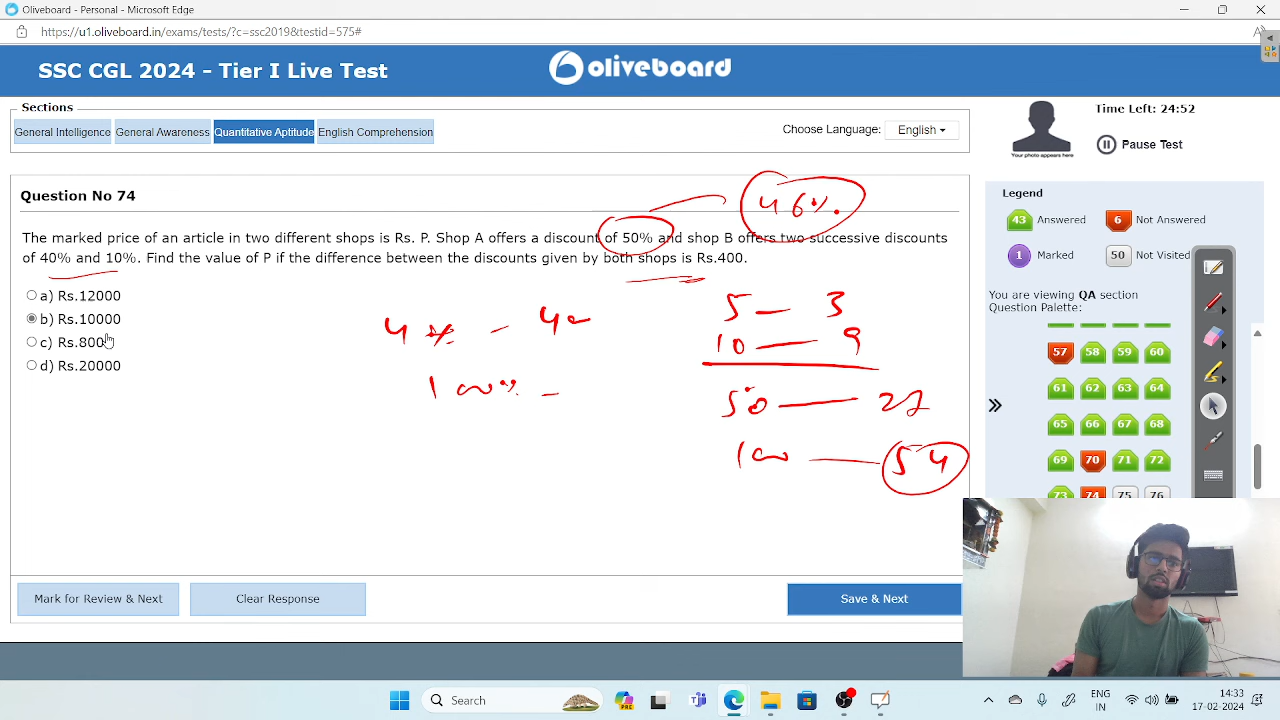 Oliveboard - Personal - Microsoft Edge
https://u1.oliveboard.in/exams/tests/?c=ssc2019&testid=575#
SSC CGL 2024 - Tier I Live Test
oliveboard
Sections
General Intelligence General Awareness Quantitative Aptitude English Comprehension
Choose Language: English
Time Left: 24:52
Pause Test
Your photo appears here
Question No 74
46%.
The marked price of an article in two different shops is Rs. P. Shop A offers a discount of 50% and shop B offers two successive discounts
of 40% and 10%. Find the value of P if the difference between the discounts given by both shops is Rs.400.
a) Rs.12000
b) Rs.10000
c) Rs.8000
d) Rs.20000
4 % - 400
100% -
5 — 3
10 — 9
50 — 27
100 — 54
Legend
43 Answered
6 Not Answered
1 Marked
50 Not Visited
You are viewing QA section
Question Palette:
57 58 59 60
61 62 63 64
65 66 67 68
69 70 71 72
73 74 75 76
Mark for Review & Next
Clear Response
Save & Next
Search
PRE
ENG
IN
14:33
17-02-2024